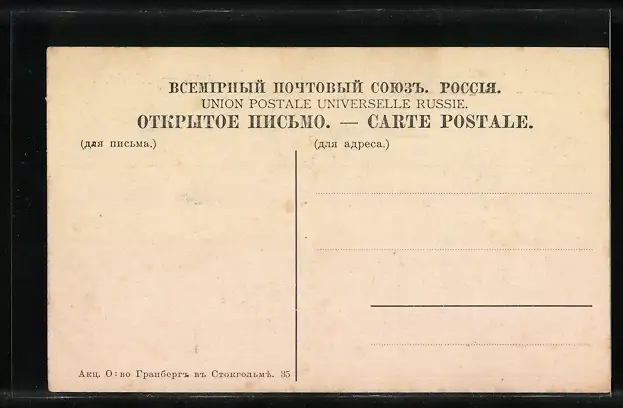 ВСЕМІРНЫЙ ПОЧТОВЫЙ СОЮЗЪ. РОССІЯ.
UNION POSTALE UNIVERSELLE RUSSIE.
ОТКРЫТОЕ ПИСЬМО. — CARTE POSTALE.
(для письма.) (для адреса.)
Акц. О:во Гранбергъ въ Стокгольмѣ. 35